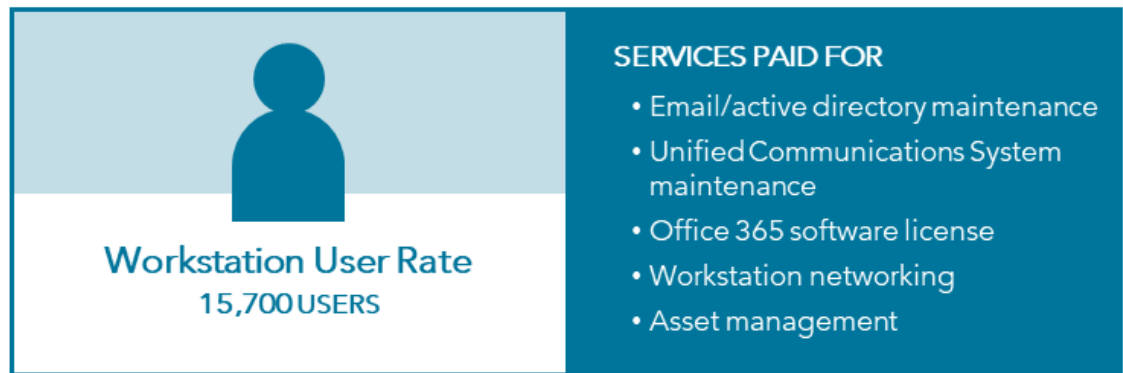 Workstation User Rate
15,700 USERS
SERVICES PAID FOR
• Email/active directory maintenance
• Unified Communications System
maintenance
• Office 365 software license
• Workstation networking
• Asset management